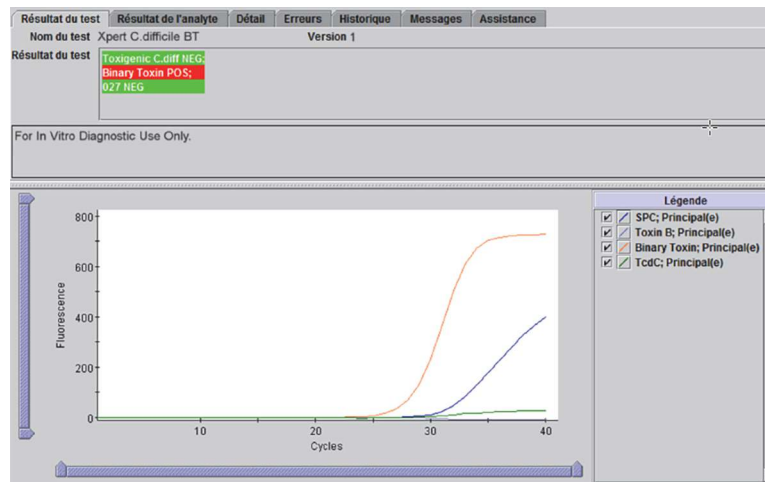 Résultat du test Résultat de l'analyte Détail Erreurs Historique Messages Assistance
Nom du test Xpert C.difficile BT Version 1
Résultat du test
Toxigenic C.diff NEG;
Binary Toxin POS;
027 NEG
For In Vitro Diagnostic Use Only.
Légende
SPC; Principal(e)
Toxin B; Principal(e)
Binary Toxin; Principal(e)
TcdC; Principal(e)
Fluorescence
800
600
400
200
0
10 20 30 40
Cycles